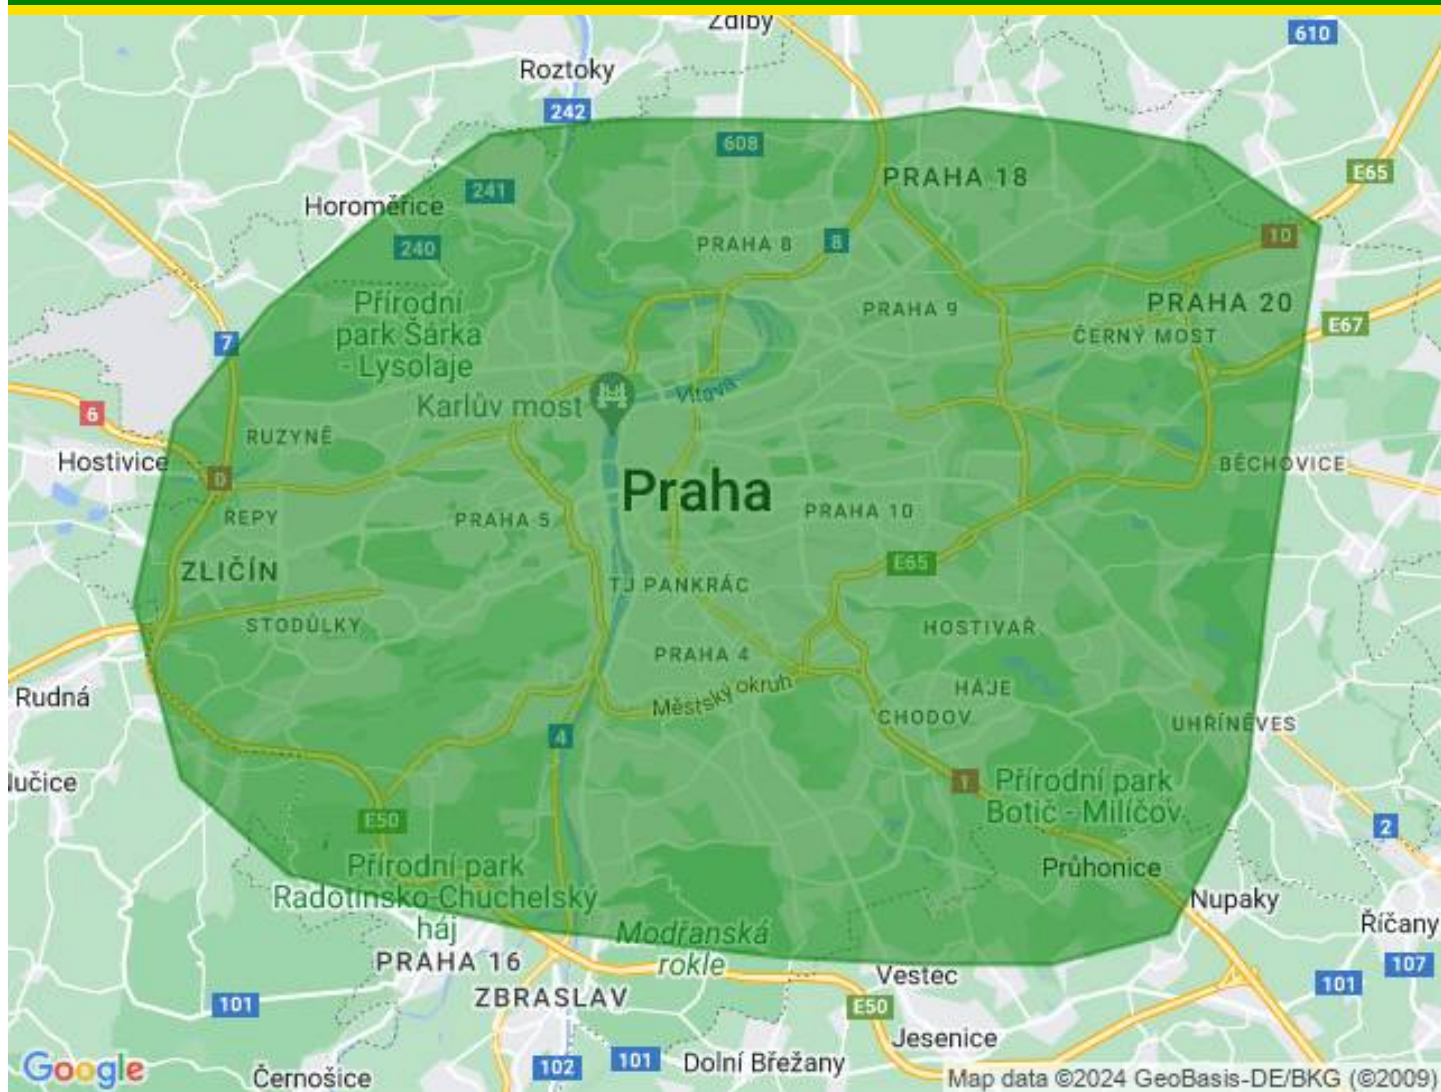 Zdiby
610
Roztoky
242
608
E65
PRAHA 18
241
Horoměřice
10
240
PRAHA 8
8
Přírodní
park Šárka
- Lysolaje
PRAHA 9
PRAHA 20
E67
ČERNÝ MOST
7
Vltava
Karlův most
6
RUZYNĚ
Hostivice
BĚCHOVICE
0
Praha
ŘEPY
PRAHA 5
PRAHA 10
E65
ZLIČÍN
TJ PANKRÁC
STODŮLKY
HOSTIVAŘ
PRAHA 4
Rudná
Městský okruh
HÁJE
CHODOV
UHŘÍNĚVES
4
Nučice
1
Přírodní park
Botič - Milíčov
E50
2
Přírodní park
Radotínsko-Chuchelský
háj
Průhonice
Nupaky
Říčany
Modřanská
rokle
PRAHA 16
Vestec
107
ZBRASLAV
101
101
E50
Jesenice
Google
Černošice
102
101
Dolní Břežany
Map data ©2024 GeoBasis-DE/BKG (©2009)